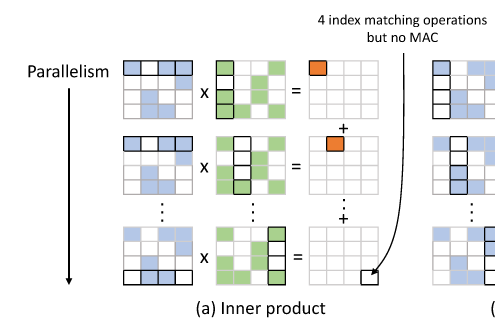 4 index matching operations
but no MAC
Parallelism
x
=
+
x
=
⋮
⋮
⋮
+
x
=
(a) Inner product
(